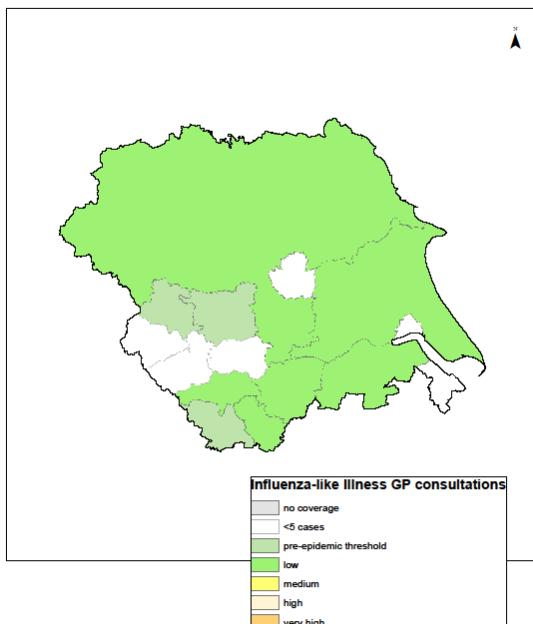 N
Influenza-like Illness GP consultations
no coverage
<5 cases
pre-epidemic threshold
low
medium
high
very high